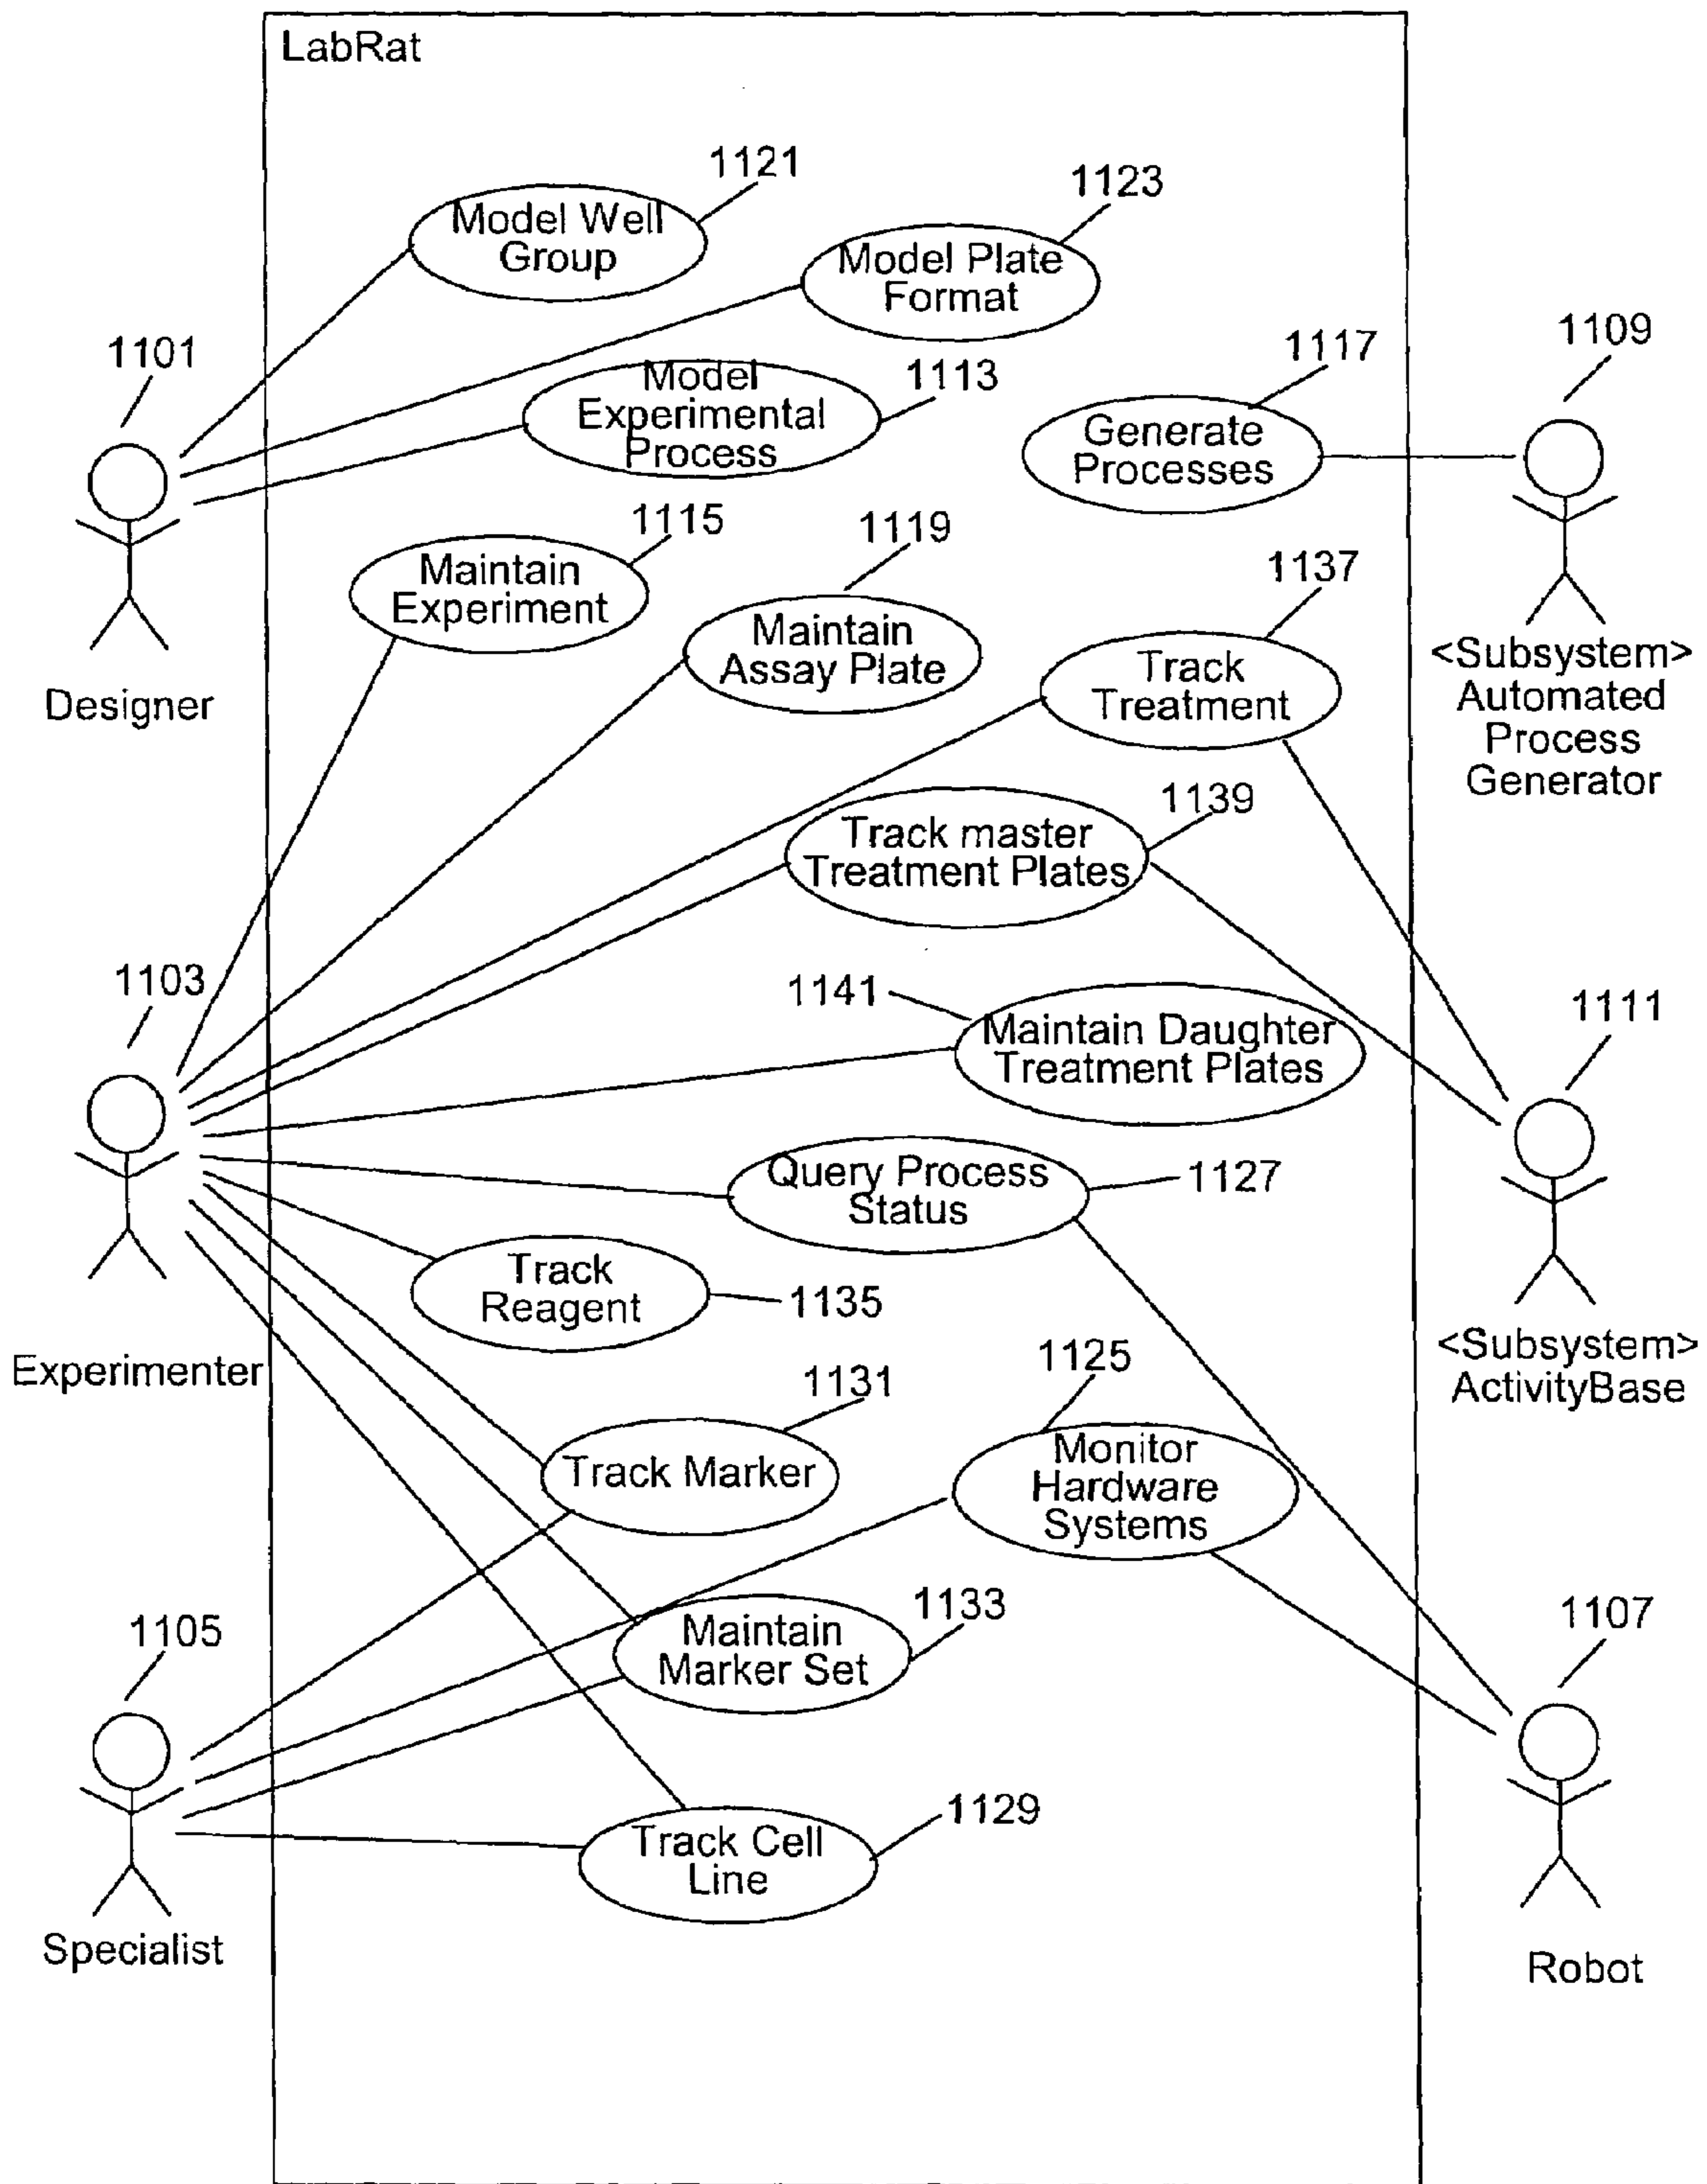 LabRat
1121
Model Well
Group
1123
Model Plate
Format
1101
Designer
Model
Experimental
Process
1113
1117
Generate
Processes
1109
<Subsystem>
Automated
Process
Generator
1115
Maintain
Experiment
1119
Maintain
Assay Plate
1137
Track
Treatment
1139
Track master
Treatment Plates
1103
Experimenter
1141
Maintain Daughter
Treatment Plates
1111
<Subsystem>
ActivityBase
Query Process
Status
1127
Track
Reagent
1135
1131
Track Marker
1125
Monitor
Hardware
Systems
1105
Specialist
1133
Maintain
Marker Set
1107
Robot
1129
Track Cell
Line